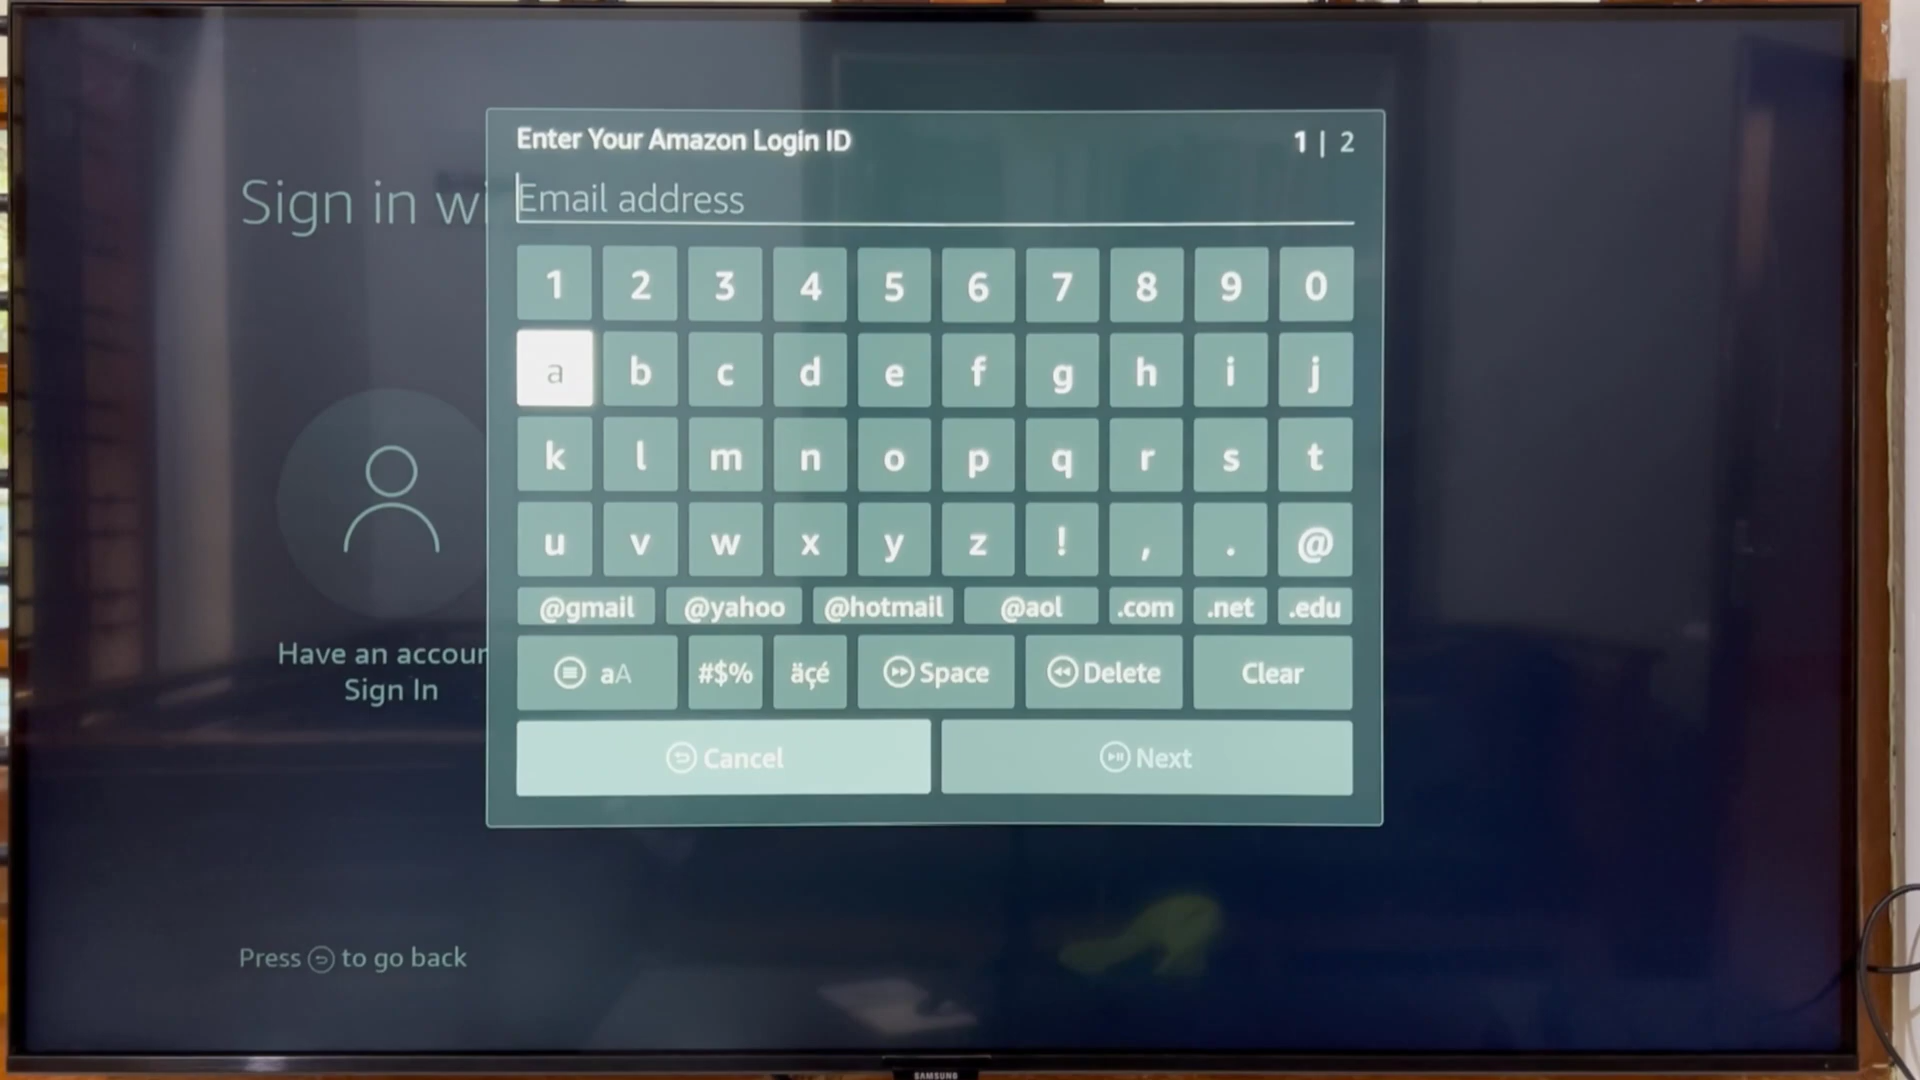 Enter Your Amazon Login ID
1 | 2
Sign in wi
Email address
1 2 3 4 5 6 7 8 9 0
a b c d e f g h i j
k l m n o p q r s t
u v w x y z ! , . @
@gmail @yahoo @hotmail @aol .com .net .edu
aA #$% äçé Space Delete Clear
Cancel Next
Have an accour
Sign In
Press to go back
SAMSUNG